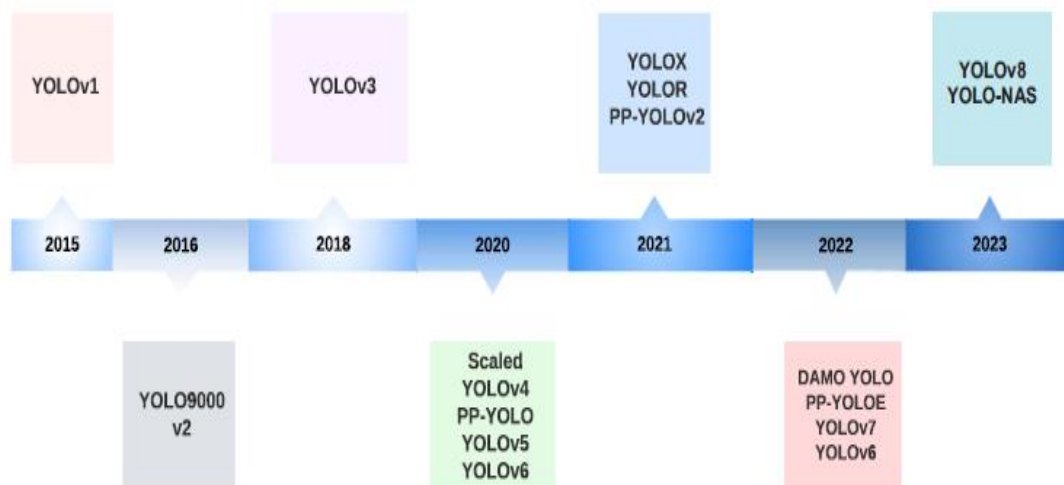 YOLOv1
YOLOv3
YOLOX
YOLOR
PP-YOLOv2
YOLOv8
YOLO-NAS
2015
2016
2018
2020
2021
2022
2023
YOLO9000
v2
Scaled
YOLOv4
PP-YOLO
YOLOv5
YOLOv6
DAMO YOLO
PP-YOLOE
YOLOv7
YOLOv6